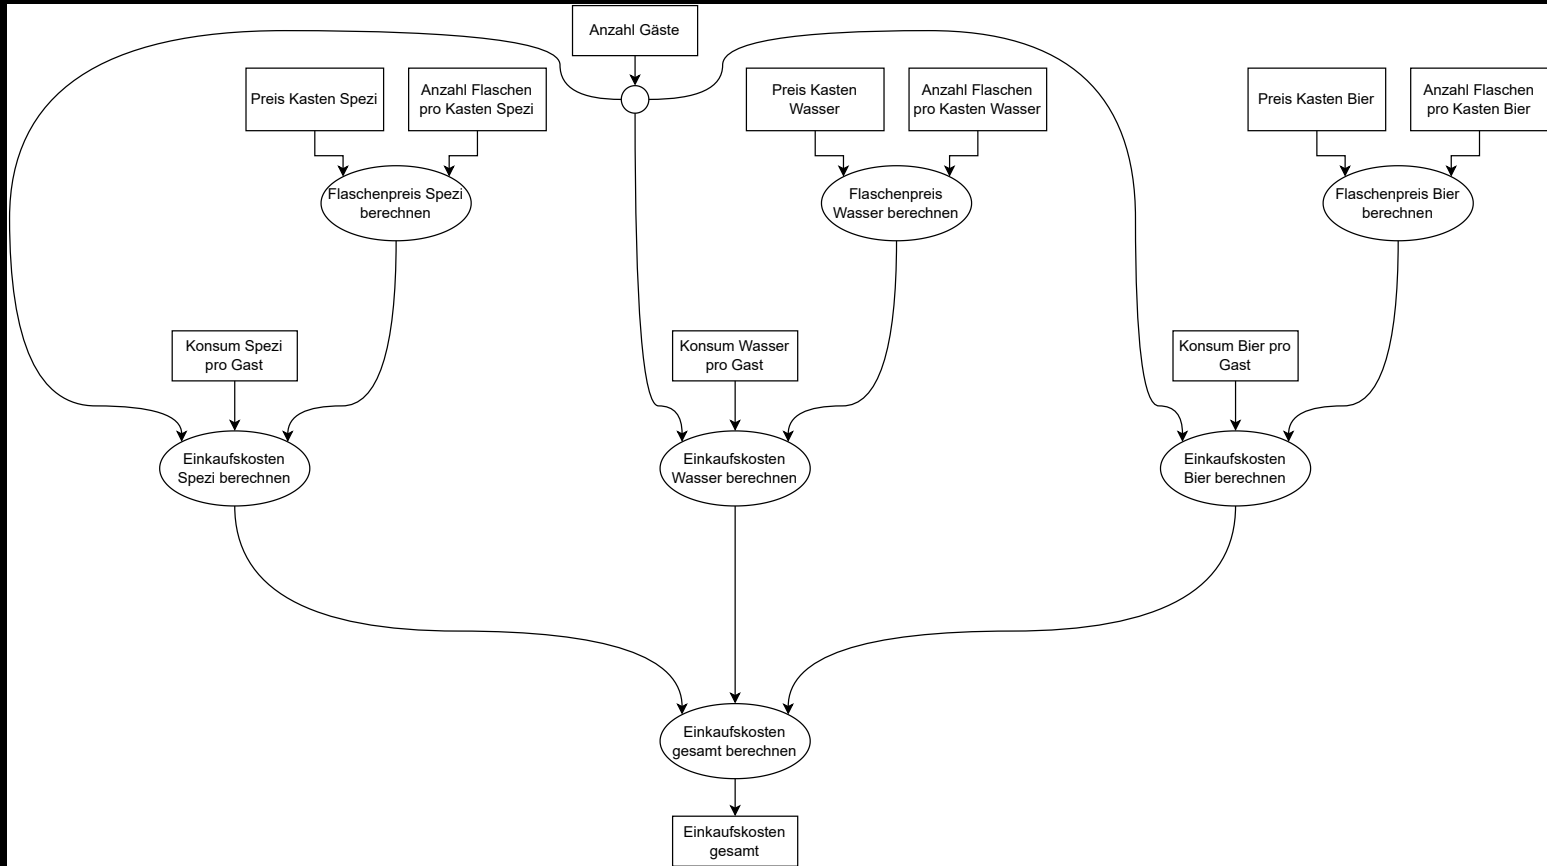 Anzahl Gäste
Preis Kasten Spezi
Anzahl Flaschen
pro Kasten Spezi
Preis Kasten
Wasser
Anzahl Flaschen
pro Kasten Wasser
Preis Kasten Bier
Anzahl Flaschen
pro Kasten Bier
Flaschenpreis Spezi
berechnen
Flaschenpreis
Wasser berechnen
Flaschenpreis Bier
berechnen
Konsum Spezi
pro Gast
Konsum Wasser
pro Gast
Konsum Bier pro
Gast
Einkaufskosten
Spezi berechnen
Einkaufskosten
Wasser berechnen
Einkaufskosten
Bier berechnen
Einkaufskosten
gesamt berechnen
Einkaufskosten
gesamt